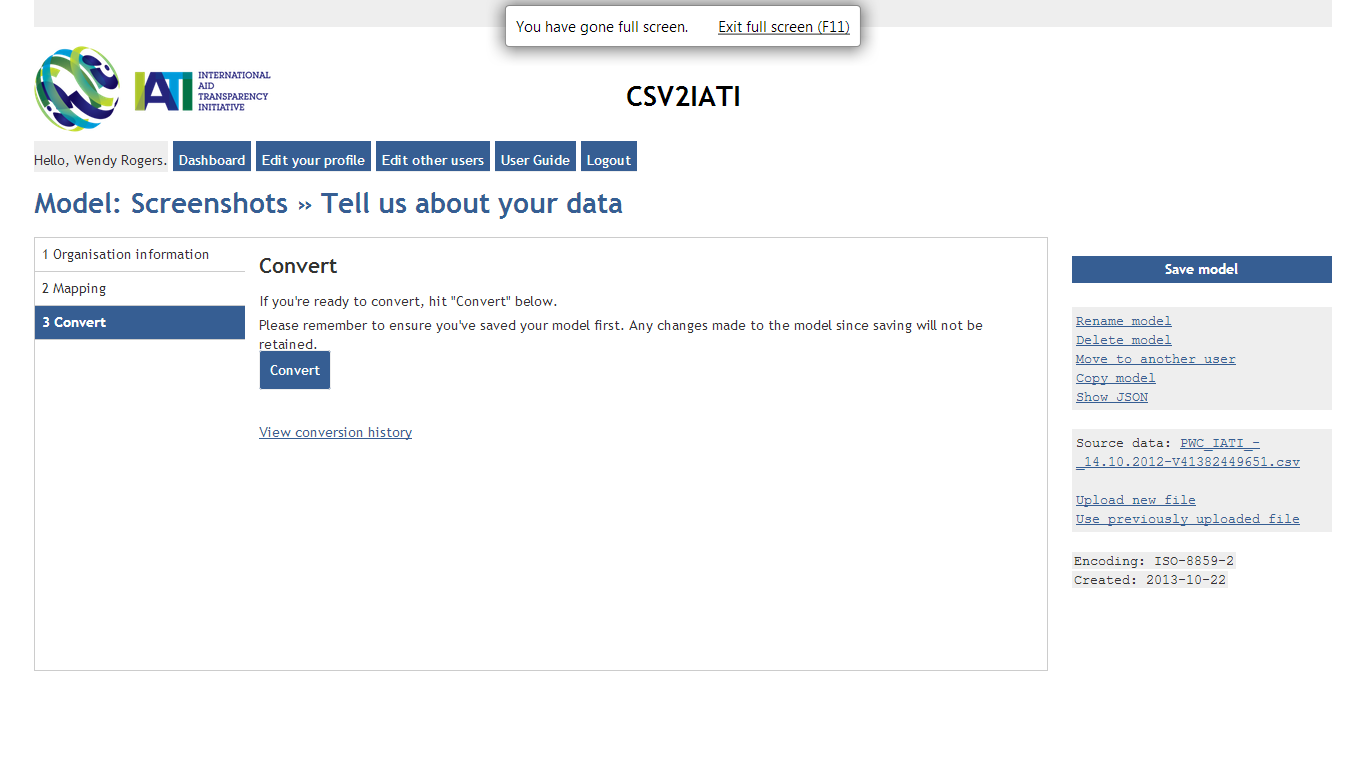 You have gone full screen. Exit full screen (F11)
IATI
INTERNATIONAL
AID
TRANSPARENCY
INITIATIVE
CSV2IATI
Hello, Wendy Rogers. Dashboard Edit your profile Edit other users User Guide Logout
Model: Screenshots » Tell us about your data
1 Organisation information
2 Mapping
3 Convert
Convert
If you're ready to convert, hit "Convert" below.
Please remember to ensure you've saved your model first. Any changes made to the model since saving will not be
retained.
Convert
View conversion history
Save model
Rename model
Delete model
Move to another user
Copy model
Show JSON
Source data: PWC_IATI_-
_14.10.2012-V41382449651.csv
Upload new file
Use previously uploaded file
Encoding: ISO-8859-2
Created: 2013-10-22